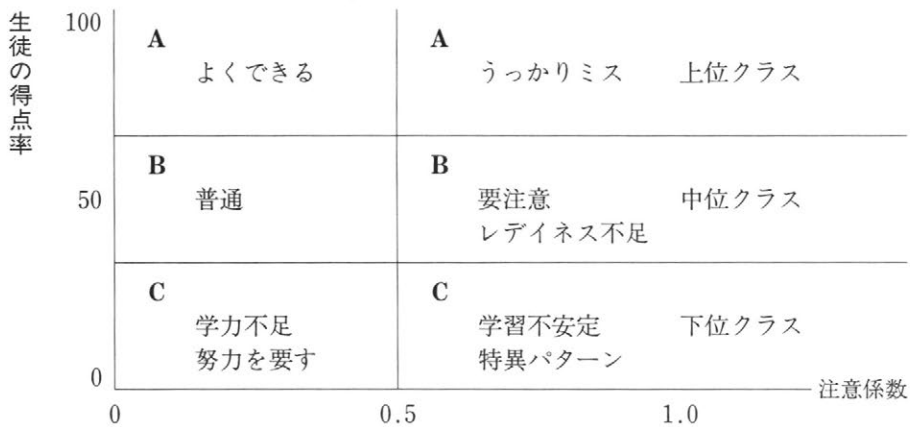 生徒の得点率
100
A
よくできる
A
うっかりミス 上位クラス
50
B
普通
B
要注意 中位クラス
レデイネス不足
C
学力不足
努力を要す
C
学習不安定 下位クラス
特異パターン
0
注意係数
0 0.5 1.0